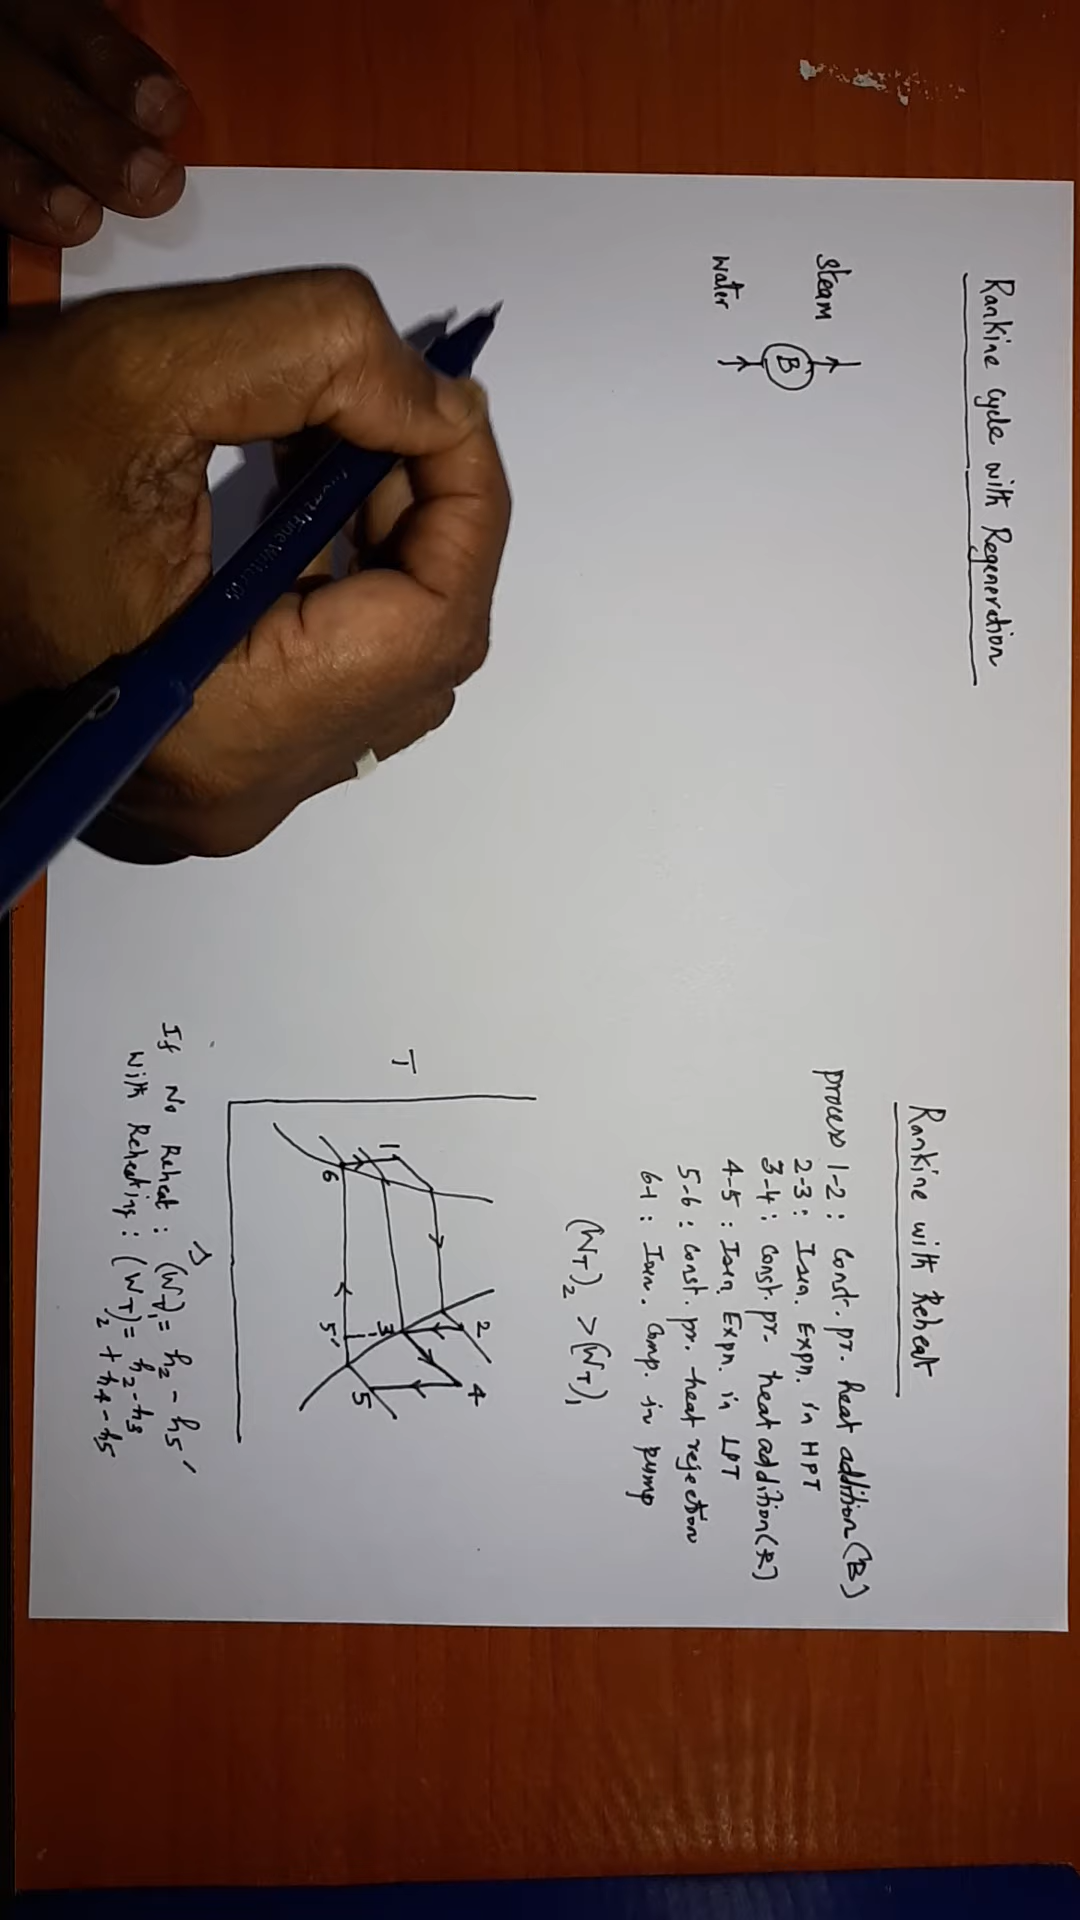 Rankine cycle with Regeneration
steam
B
water
Rankine with Reheat
process 1-2 : Const. pr. heat addition (B)
2-3 : Isen. Expn. in HPT
3-4 : Const. pr. heat addition (R)
4-5 : Isen. Expn. in LPT
5-6 : Const. pr. heat rejection
6-1 : Isen. Comp. in pump
(WT)2 > (WT)1
T
1
2
3
4
5
5'
6
If No Reheat : (WT)1 = h2 - h5'
With Reheating : (WT)2 = h2 - h3 + h4 - h5